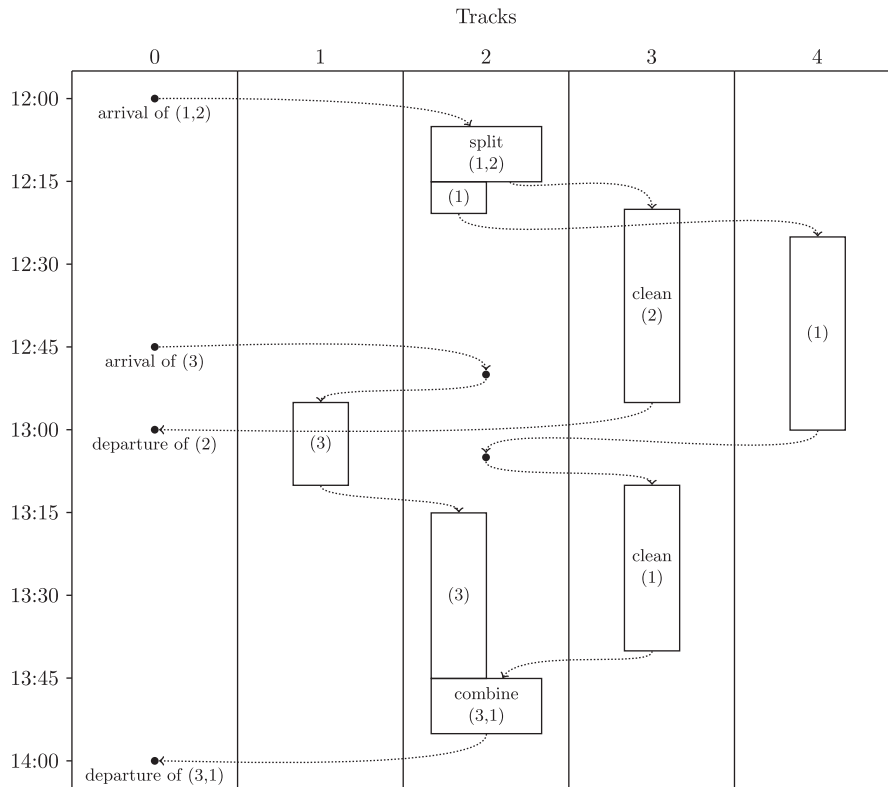 Tracks
0 1 2 3 4
12:00
arrival of (1,2)
split
(1,2)
12:15
(1)
12:30
clean
(2)
(1)
12:45
arrival of (3)
13:00
departure of (2)
(3)
13:15
clean
(1)
13:30
(3)
13:45
combine
(3,1)
14:00
departure of (3,1)